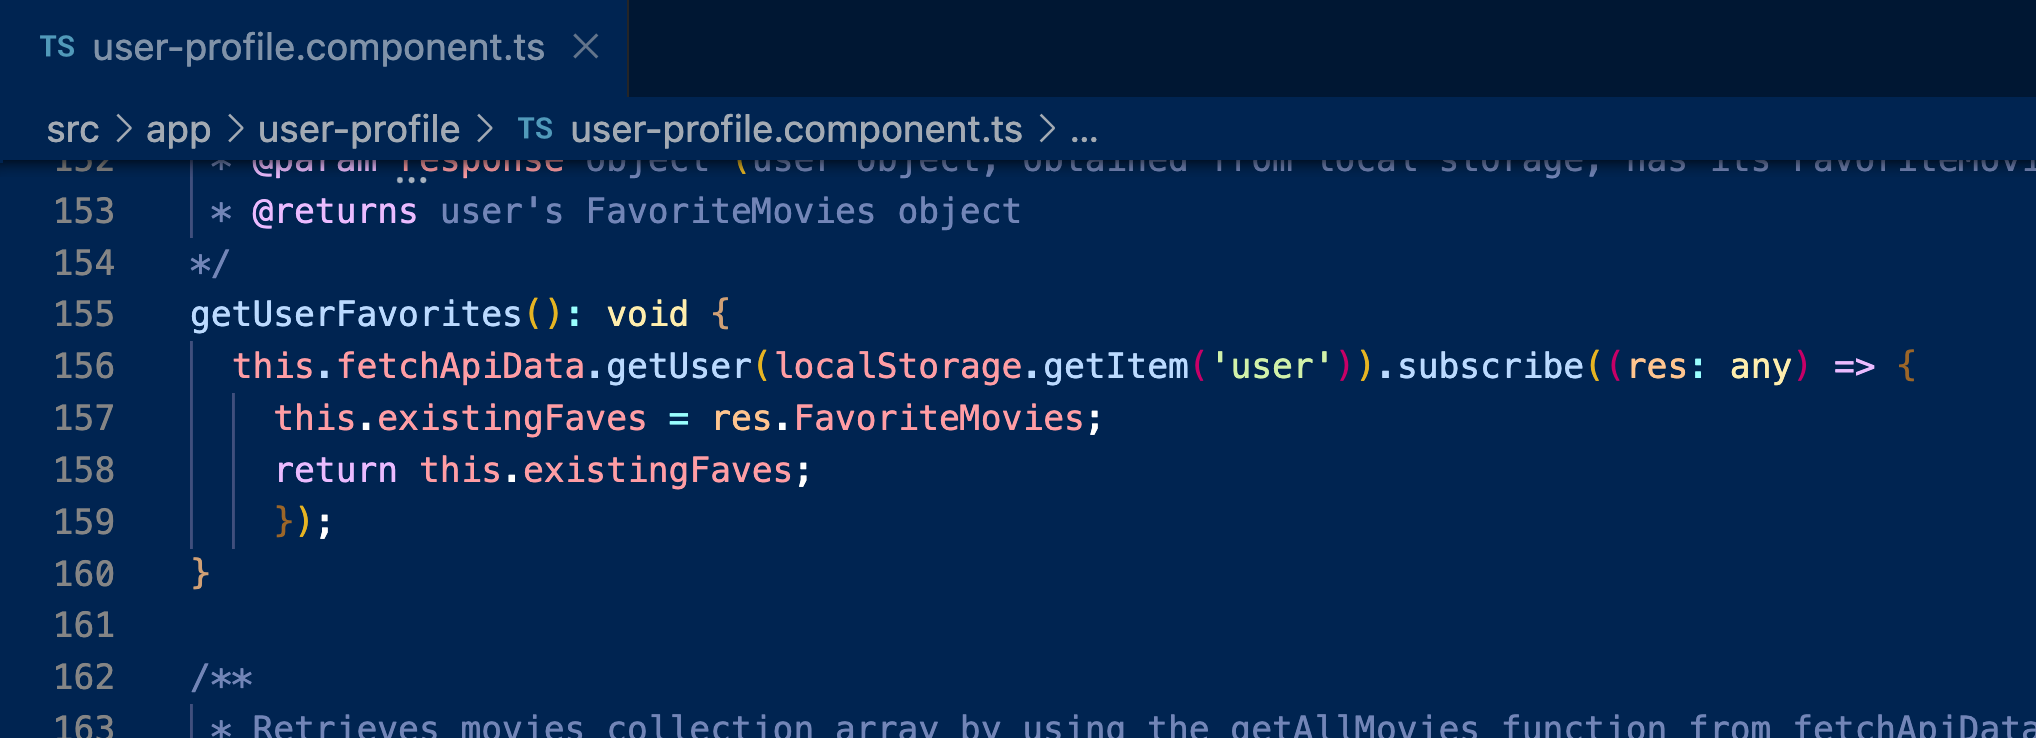 TS user-profile.component.ts ×
src > app > user-profile > TS user-profile.component.ts > ...
152 * @param response object (user object, obtained from local storage, has its FavoriteMovi
153 * @returns user's FavoriteMovies object
154 */
155 getUserFavorites(): void {
156 this.fetchApiData.getUser(localStorage.getItem('user')).subscribe((res: any) => {
157 this.existingFaves = res.FavoriteMovies;
158 return this.existingFaves;
159 });
160 }
161
162 /**
163 * Retrieves movies collection array by using the getAllMovies function from fetchApiData